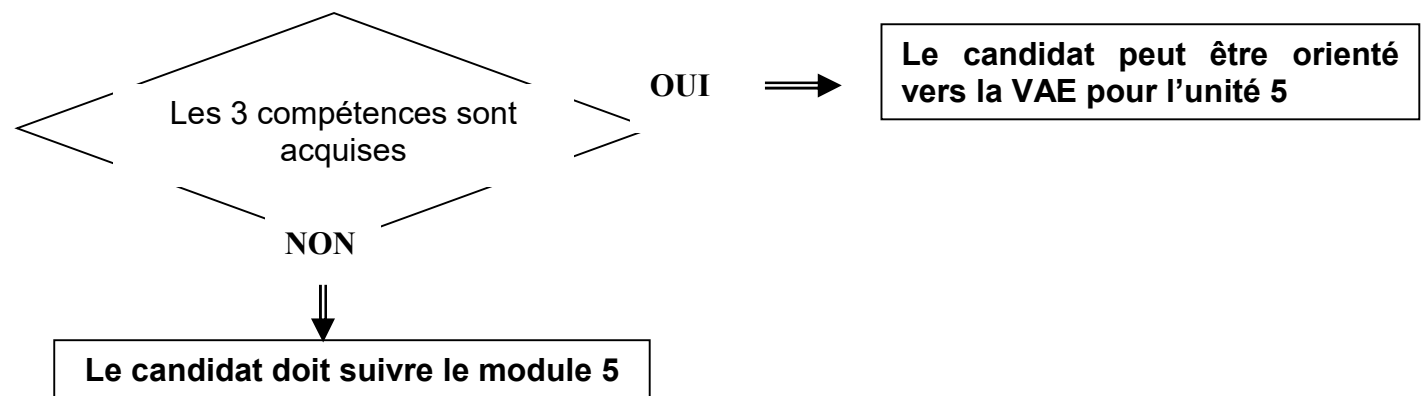 Les 3 compétences sont
acquises
OUI
Le candidat peut être orienté
vers la VAE pour l'unité 5
NON
Le candidat doit suivre le module 5